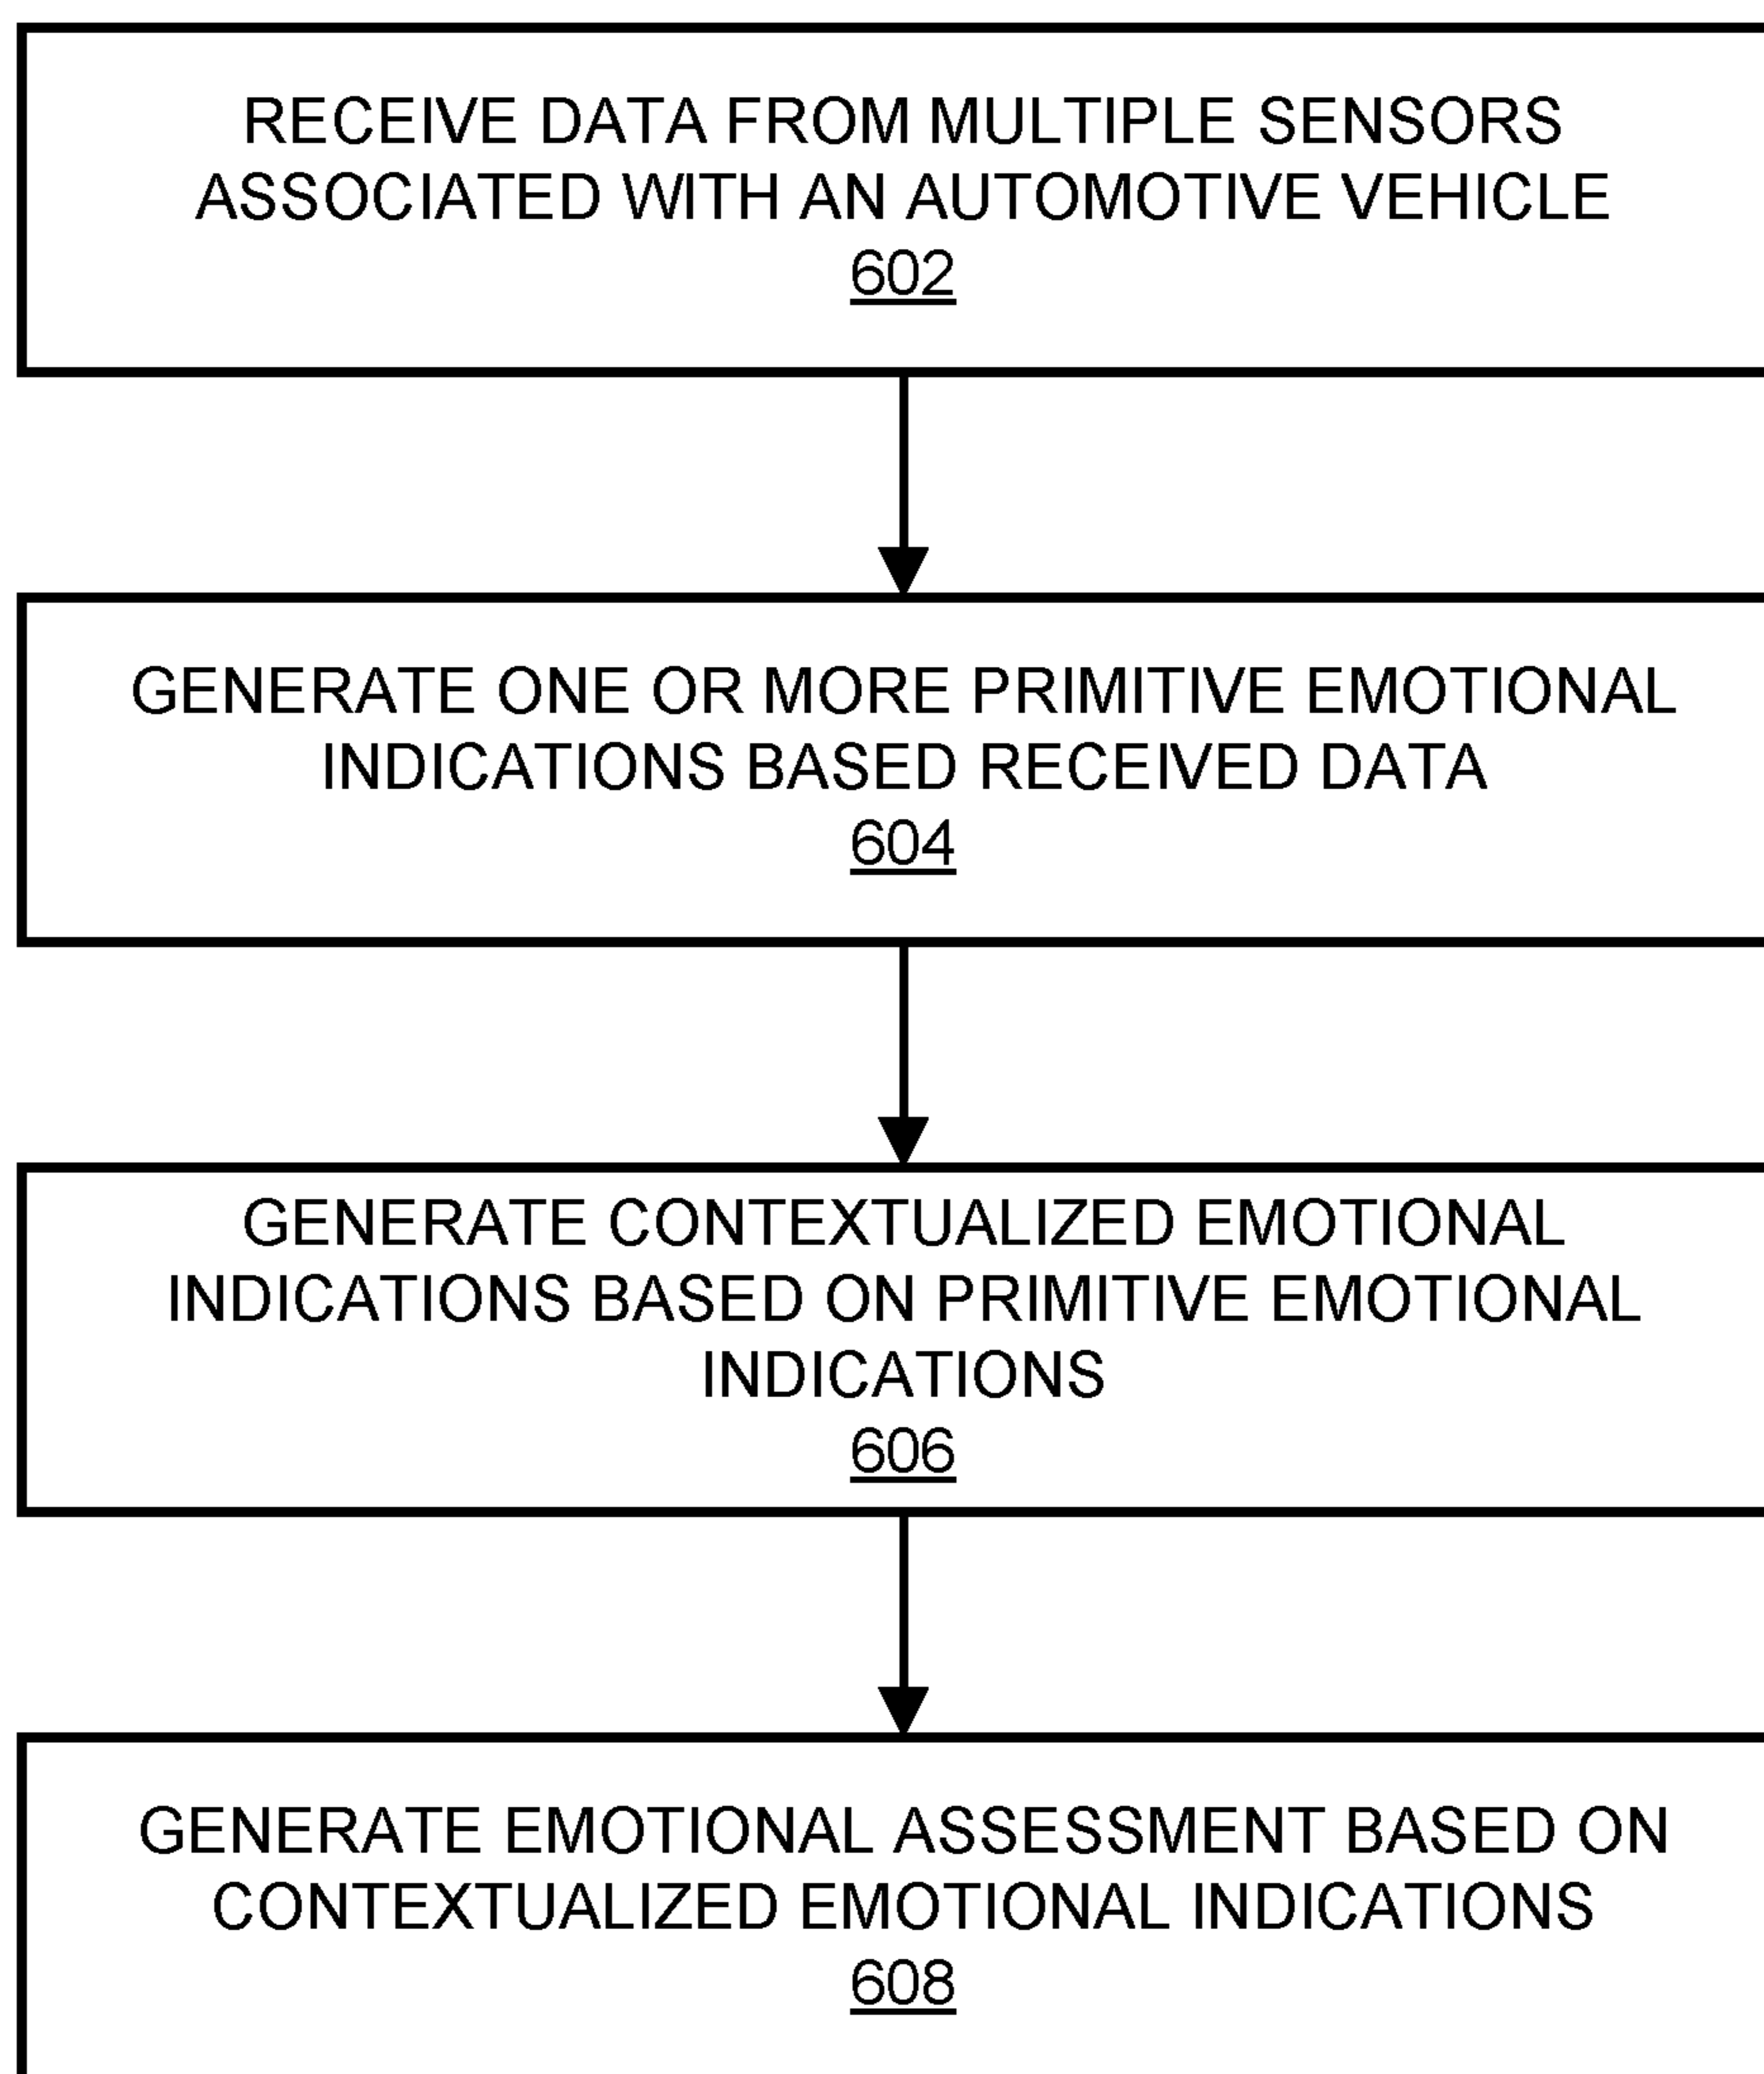 RECEIVE DATA FROM MULTIPLE SENSORS
ASSOCIATED WITH AN AUTOMOTIVE VEHICLE
602
GENERATE ONE OR MORE PRIMITIVE EMOTIONAL
INDICATIONS BASED RECEIVED DATA
604
GENERATE CONTEXTUALIZED EMOTIONAL
INDICATIONS BASED ON PRIMITIVE EMOTIONAL
INDICATIONS
606
GENERATE EMOTIONAL ASSESSMENT BASED ON
CONTEXTUALIZED EMOTIONAL INDICATIONS
608